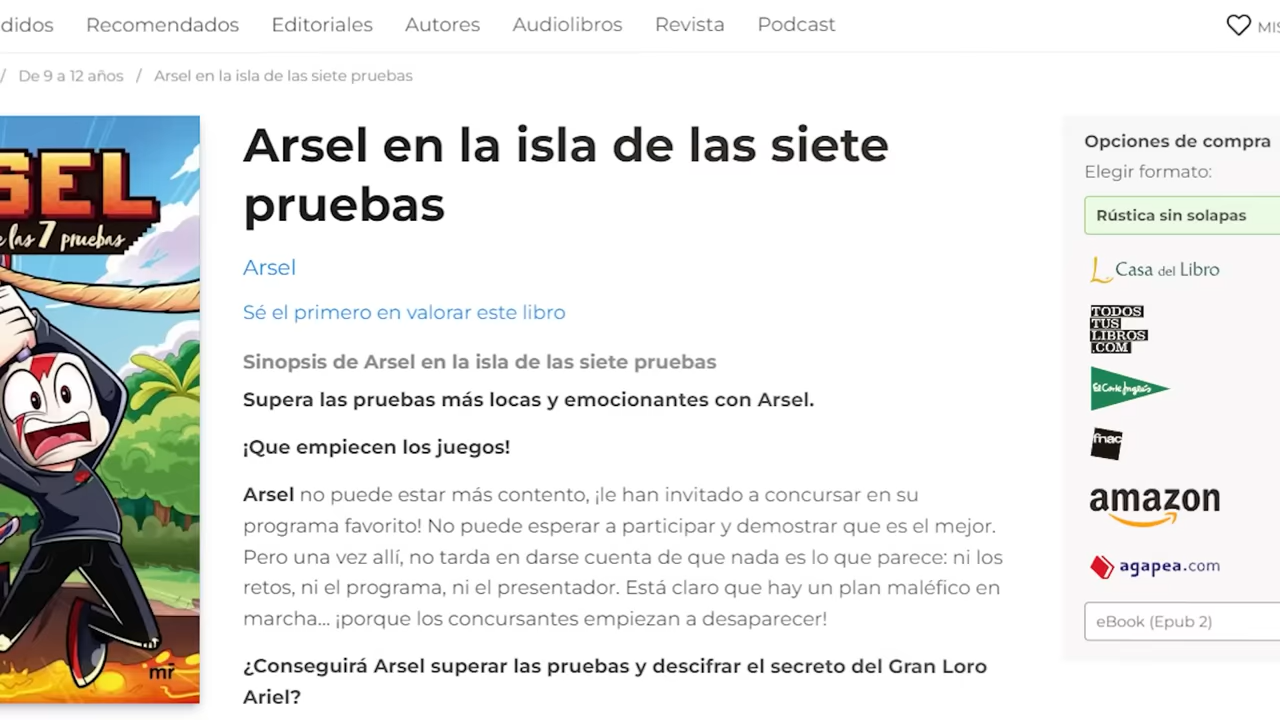 didos Recomendados Editoriales Autores Audiolibros Revista Podcast MIS
/ De 9 a 12 años / Arsel en la isla de las siete pruebas
SEL
e las 7 pruebas
mr
Arsel en la isla de las siete
pruebas
Arsel
Sé el primero en valorar este libro
Sinopsis de Arsel en la isla de las siete pruebas
Supera las pruebas más locas y emocionantes con Arsel.
¡Que empiecen los juegos!
Arsel no puede estar más contento, ¡le han invitado a concursar en su
programa favorito! No puede esperar a participar y demostrar que es el mejor.
Pero una vez allí, no tarda en darse cuenta de que nada es lo que parece: ni los
retos, ni el programa, ni el presentador. Está claro que hay un plan maléfico en
marcha... ¡porque los concursantes empiezan a desaparecer!
¿Conseguirá Arsel superar las pruebas y descifrar el secreto del Gran Loro
Ariel?
Opciones de compra
Elegir formato:
Rústica sin solapas
Casa del Libro
TODOS
TUS
LIBROS
.COM
El Corte Inglés
fnac
amazon
agapea.com
eBook (Epub 2)